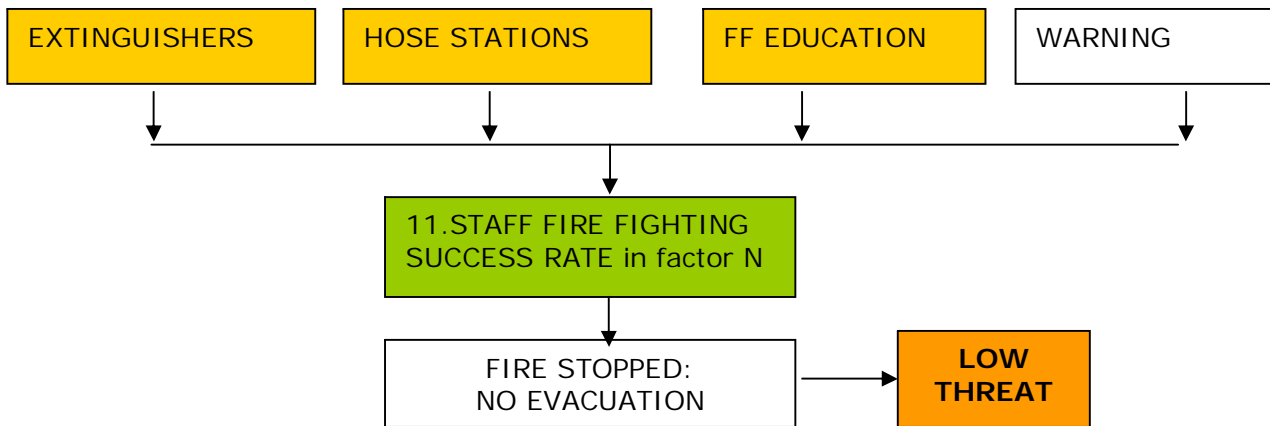 EXTINGUISHERS
HOSE STATIONS
FF EDUCATION
WARNING
11.STAFF FIRE FIGHTING
SUCCESS RATE in factor N
FIRE STOPPED:
NO EVACUATION
LOW
THREAT